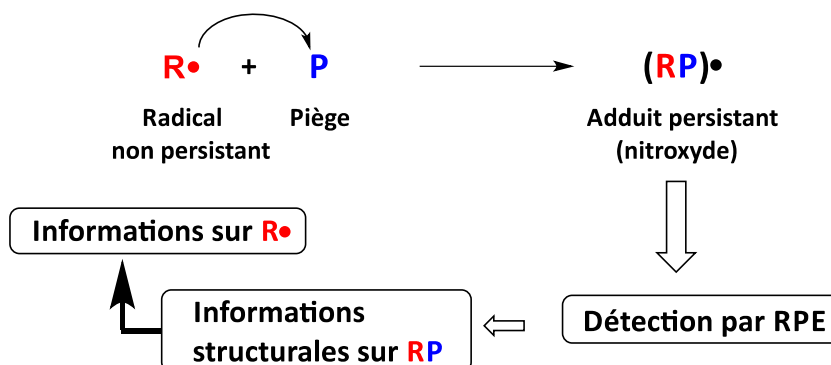 R• + P (RP)•
Radical Piège Adduit persistant
non persistant (nitroxyde)
Informations sur R•
Informations
structurales sur RP
Détection par RPE